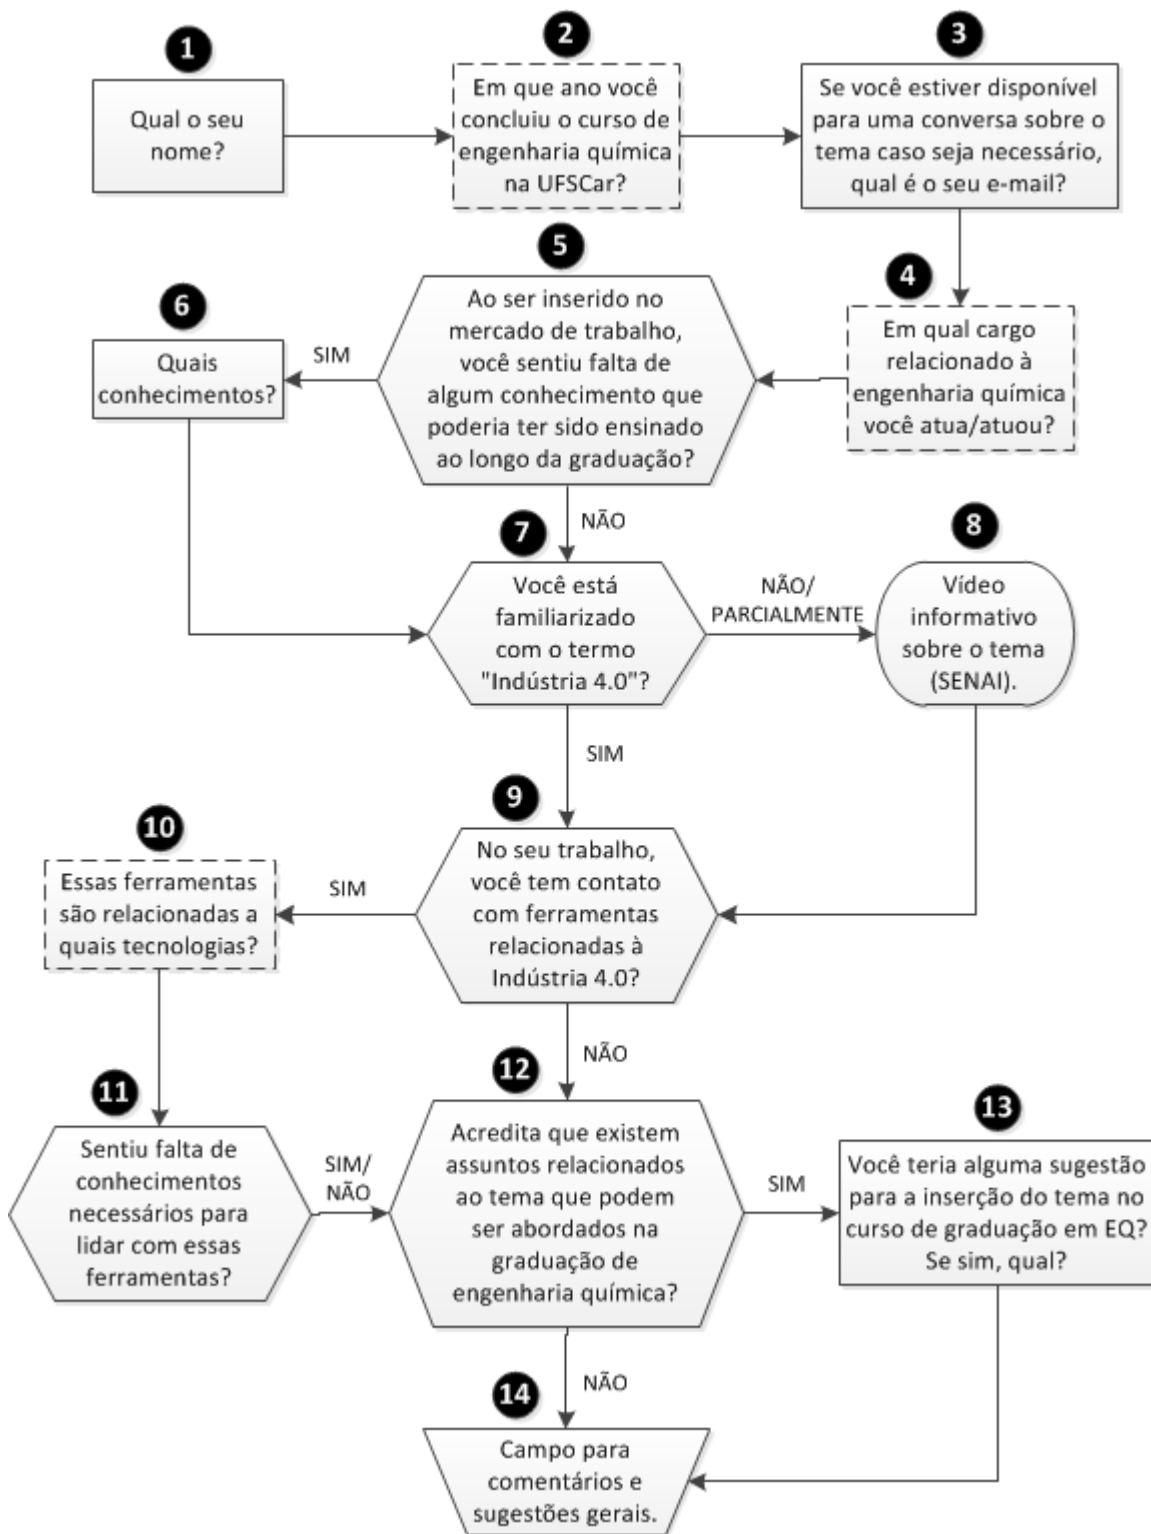 1
Qual o seu
nome?
2
Em que ano você
concluiu o curso de
engenharia química
na UFSCar?
3
Se você estiver disponível
para uma conversa sobre o
tema caso seja necessário,
qual é o seu e-mail?
4
Em qual cargo
relacionado à
engenharia química
você atua/atuou?
5
Ao ser inserido no
mercado de trabalho,
você sentiu falta de
algum conhecimento que
poderia ter sido ensinado
ao longo da graduação?
SIM
6
Quais
conhecimentos?
NÃO
7
Você está
familiarizado
com o termo
"Indústria 4.0"?
NÃO/
PARCIALMENTE
8
Vídeo
informativo
sobre o tema
(SENAI).
SIM
9
No seu trabalho,
você tem contato
com ferramentas
relacionadas à
Indústria 4.0?
SIM
10
Essas ferramentas
são relacionadas a
quais tecnologias?
11
Sentiu falta de
conhecimentos
necessários para
lidar com essas
ferramentas?
SIM/
NÃO
NÃO
12
Acredita que existem
assuntos relacionados
ao tema que podem
ser abordados na
graduação de
engenharia química?
SIM
13
Você teria alguma sugestão
para a inserção do tema no
curso de graduação em EQ?
Se sim, qual?
NÃO
14
Campo para
comentários e
sugestões gerais.